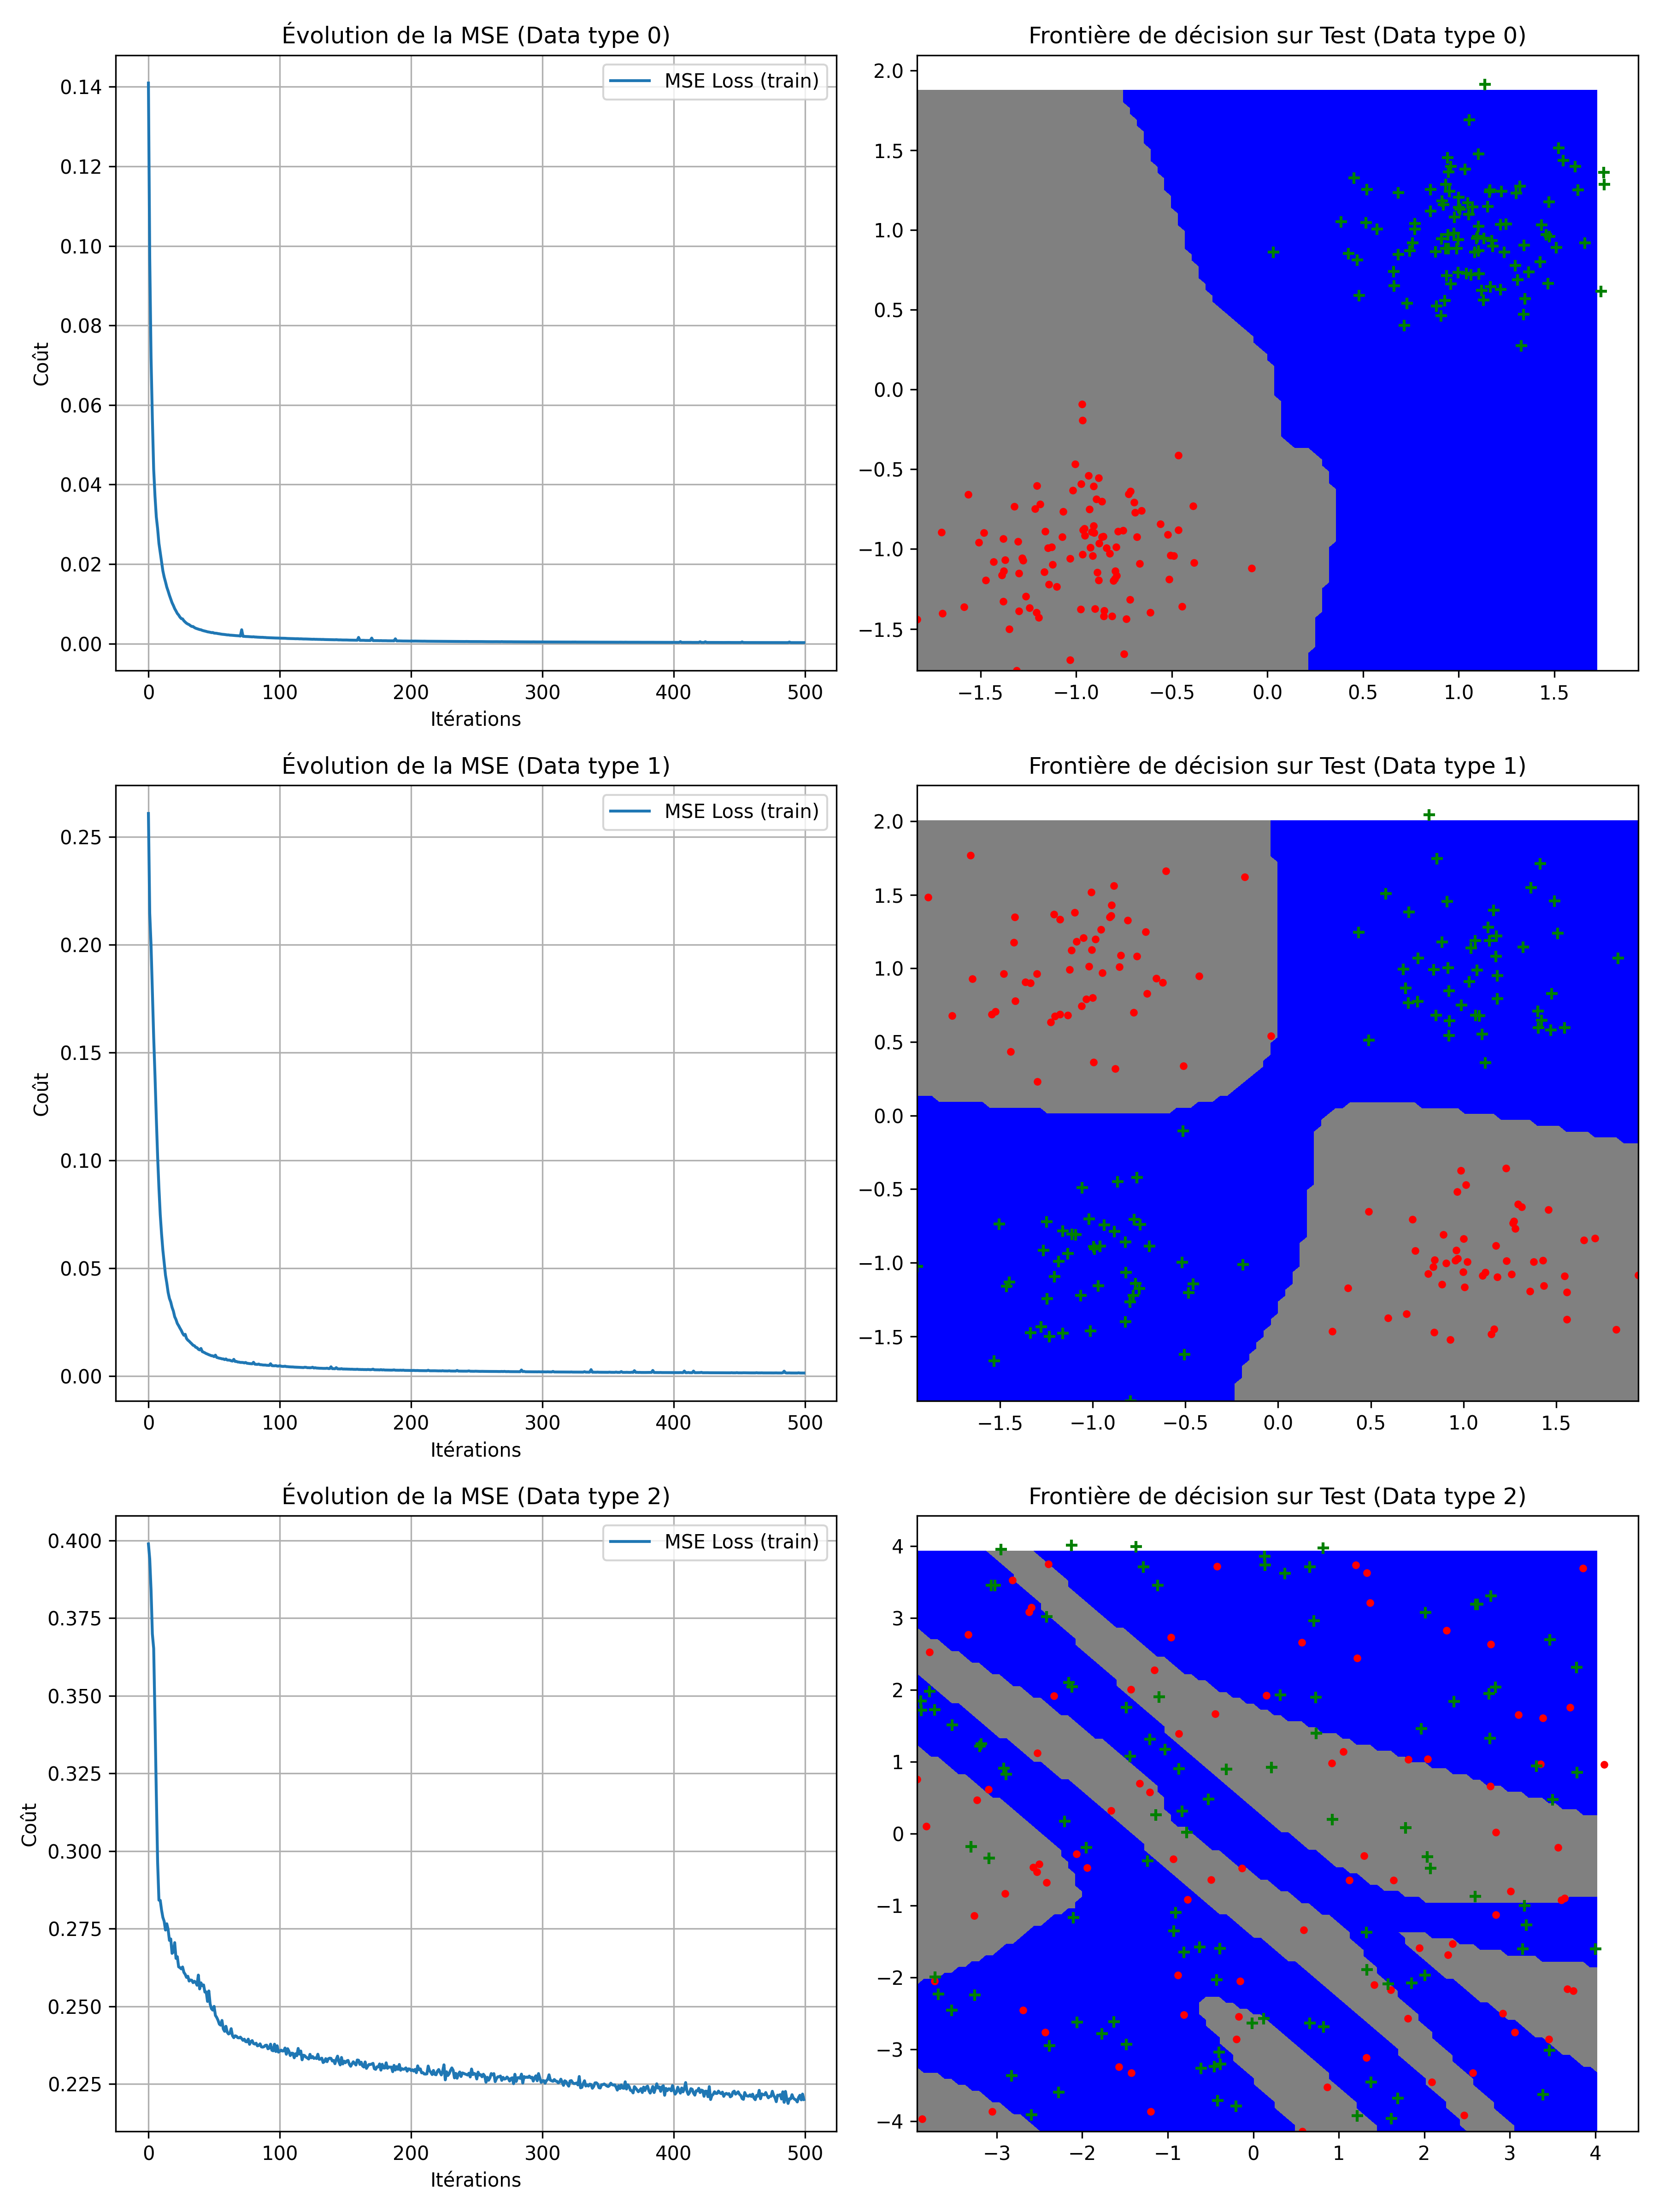 Évolution de la MSE (Data type 0)
MSE Loss (train)
0.14
0.12
0.10
0.08
0.06
0.04
0.02
0.00
Coût
0 100 200 300 400 500
Itérations
Frontière de décision sur Test (Data type 0)
2.0
1.5
1.0
0.5
0.0
−0.5
−1.0
−1.5
−1.5 −1.0 −0.5 0.0 0.5 1.0 1.5
Évolution de la MSE (Data type 1)
MSE Loss (train)
0.25
0.20
0.15
0.10
0.05
0.00
Coût
0 100 200 300 400 500
Itérations
Frontière de décision sur Test (Data type 1)
2.0
1.5
1.0
0.5
0.0
−0.5
−1.0
−1.5
−1.5 −1.0 −0.5 0.0 0.5 1.0 1.5
Évolution de la MSE (Data type 2)
MSE Loss (train)
0.400
0.375
0.350
0.325
0.300
0.275
0.250
0.225
Coût
0 100 200 300 400 500
Itérations
Frontière de décision sur Test (Data type 2)
4
3
2
1
0
−1
−2
−3
−4
−3 −2 −1 0 1 2 3 4